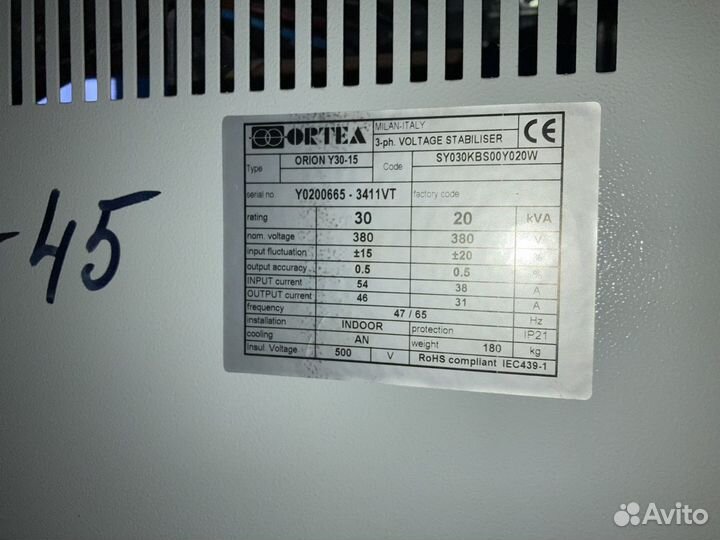 ORTEA MILAN-ITALY
3-ph. VOLTAGE STABILISER CE
Type ORION Y30-15 Code SY030KBS00Y020W
serial no Y0200665 - 3411VT factory code -
rating 30 20 kVA
nom. voltage 380 380 V
input fluctuation ±15 ±20 %
output accuracy 0.5 0.5 %
INPUT current 54 38 A
OUTPUT current 46 31 A
frequency 47 / 65 Hz
installation INDOOR protection IP21
cooling AN weight 180 kg
Insul. Voltage 500 V RoHS compliant IEC439-1
-45
Avito